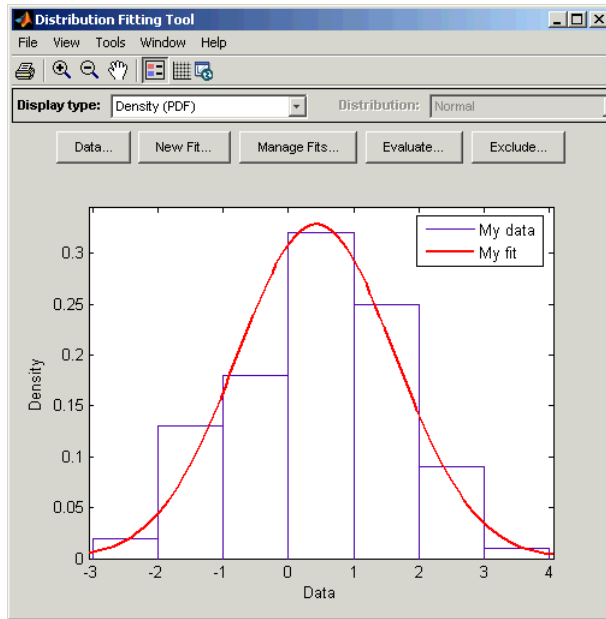 Distribution Fitting Tool
File View Tools Window Help
Display type: Density (PDF) Distribution: Normal
Data... New Fit... Manage Fits... Evaluate... Exclude...
My data
My fit
0.3
0.25
0.2
0.15
0.1
0.05
0
Density
-3 -2 -1 0 1 2 3 4
Data